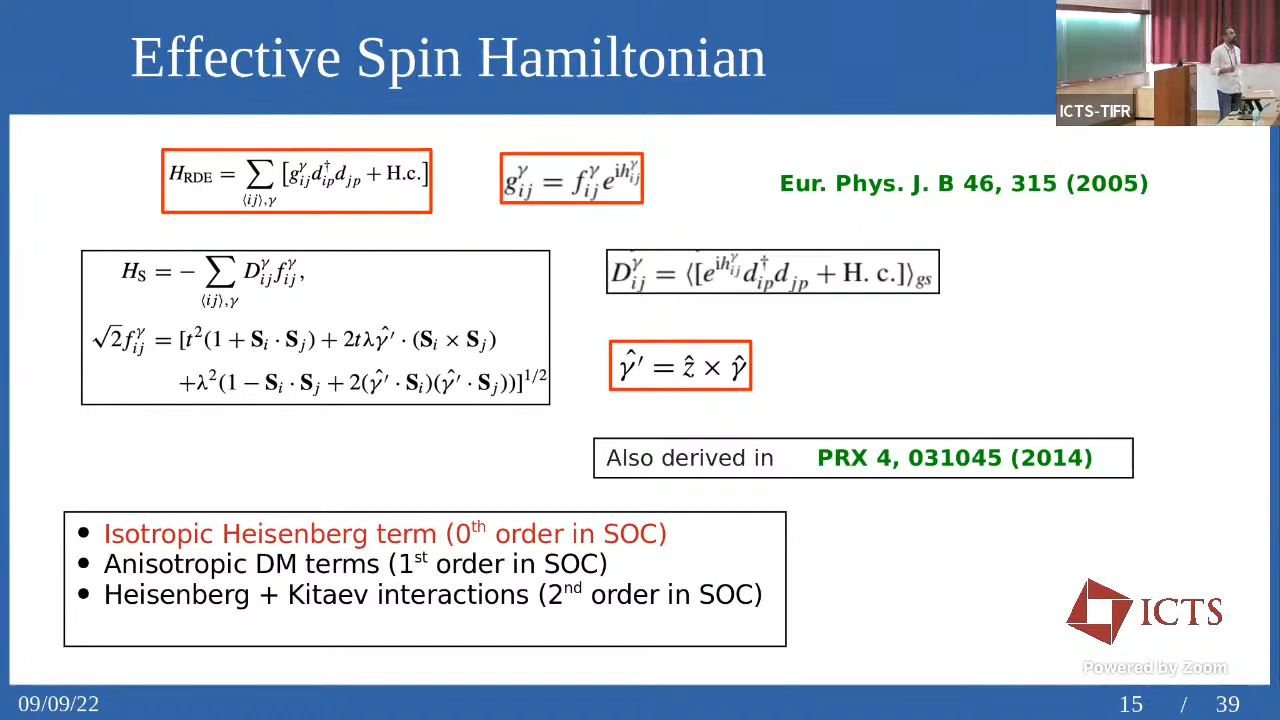 Effective Spin Hamiltonian
ICTS-TIFR
H_RDE = ∑_{⟨ij⟩,γ} [g^γ_{ij} d^†_{ip} d_{jp} + H.c.]
g^γ_{ij} = f^γ_{ij} e^{ih^γ_{ij}}
Eur. Phys. J. B 46, 315 (2005)
H_S = − ∑_{⟨ij⟩,γ} D^γ_{ij} f^γ_{ij},
√2 f^γ_{ij} = [t²(1 + S_i · S_j) + 2tλγ̂′ · (S_i × S_j)
+λ²(1 − S_i · S_j + 2(γ̂′ · S_i)(γ̂′ · S_j))]^{1/2}
D^γ_{ij} = ⟨[e^{ih^γ_{ij}} d^†_{ip} d_{jp} + H. c.]⟩_{gs}
γ̂′ = ẑ × γ̂
Also derived in PRX 4, 031045 (2014)
● Isotropic Heisenberg term (0th order in SOC)
● Anisotropic DM terms (1st order in SOC)
● Heisenberg + Kitaev interactions (2nd order in SOC)
ICTS
Powered by Zoom
09/09/22
15 / 39